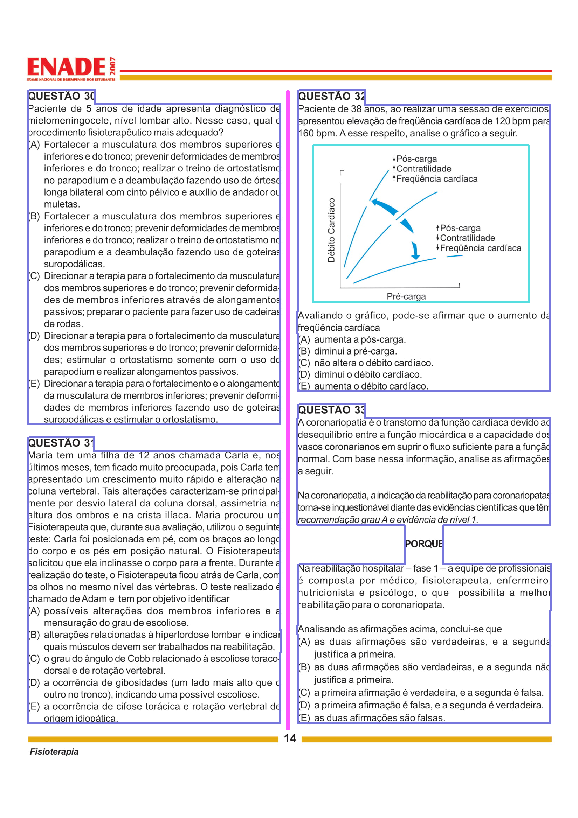 ENADE 2007
EXAME NACIONAL DE DESEMPENHO DOS ESTUDANTES
QUESTÃO 30
Paciente de 5 anos de idade apresenta diagnóstico de
mielomeningocele, nível lombar alto. Nesse caso, qual o
procedimento fisioterapêutico mais adequado?
(A) Fortalecer a musculatura dos membros superiores e
inferiores e do tronco; prevenir deformidades de membros
inferiores e do tronco; realizar o treino de ortostatismo
no parapodium e a deambulação fazendo uso de órtese
longa bilateral com cinto pélvico e auxílio de andador ou
muletas.
(B) Fortalecer a musculatura dos membros superiores e
inferiores e do tronco; prevenir deformidades de membros
inferiores e do tronco; realizar o treino de ortostatismo no
parapodium e a deambulação fazendo uso de goteiras
suropodálicas.
(C) Direcionar a terapia para o fortalecimento da musculatura
dos membros superiores e do tronco; prevenir deformida-
des de membros inferiores através de alongamentos
passivos; preparar o paciente para fazer uso de cadeiras
de rodas.
(D) Direcionar a terapia para o fortalecimento da musculatura
dos membros superiores e do tronco; prevenir deformida-
des; estimular o ortostatismo somente com o uso do
parapodium e realizar alongamentos passivos.
(E) Direcionar a terapia para o fortalecimento e o alongamento
da musculatura de membros inferiores; prevenir deformi-
dades de membros inferiores fazendo uso de goteiras
suropodálicas e estimular o ortostatismo.
QUESTÃO 31
Maria tem uma filha de 12 anos chamada Carla e, nos
últimos meses, tem ficado muito preocupada, pois Carla tem
apresentado um crescimento muito rápido e alteração na
coluna vertebral. Tais alterações caracterizam-se principal-
mente por desvio lateral da coluna dorsal, assimetria na
altura dos ombros e na crista ilíaca. Maria procurou um
Fisioterapeuta que, durante sua avaliação, utilizou o seguinte
teste: Carla foi posicionada em pé, com os braços ao longo
do corpo e os pés em posição natural. O Fisioterapeuta
solicitou que ela inclinasse o corpo para a frente. Durante a
realização do teste, o Fisioterapeuta ficou atrás de Carla, com
os olhos no mesmo nível das vértebras. O teste realizado é
chamado de Adam e tem por objetivo identificar
(A) possíveis alterações dos membros inferiores e a
mensuração do grau de escoliose.
(B) alterações relacionadas à hiperlordose lombar e indicar
quais músculos devem ser trabalhados na reabilitação.
(C) o grau do ângulo de Cobb relacionado à escoliose toraco-
dorsal e de rotação vertebral.
(D) a ocorrência de gibosidades (um lado mais alto que o
outro no tronco), indicando uma possível escoliose.
(E) a ocorrência de cifose torácica e rotação vertebral de
origem idiopática.
QUESTÃO 32
Paciente de 38 anos, ao realizar uma sessão de exercícios,
apresentou elevação de freqüência cardíaca de 120 bpm para
160 bpm. A esse respeito, analise o gráfico a seguir.
Pós-carga
Contratilidade
Freqüência cardíaca
Débito Cardíaco
Pós-carga
Contratilidade
Freqüência cardíaca
Pré-carga
Avaliando o gráfico, pode-se afirmar que o aumento da
freqüência cardíaca
(A) aumenta a pós-carga.
(B) diminui a pré-carga.
(C) não altera o débito cardíaco.
(D) diminui o débito cardíaco.
(E) aumenta o débito cardíaco.
QUESTÃO 33
A coronariopatia é o transtorno da função cardíaca devido ao
desequilíbrio entre a função miocárdica e a capacidade dos
vasos coronarianos em suprir o fluxo suficiente para a função
normal. Com base nessa informação, analise as afirmações
a seguir.
Na coronariopatia, a indicação da reabilitação para coronariopatas
torna-se inquestionável diante das evidências científicas que têm
recomendação grau A e evidência de nível 1.
PORQUE
Na reabilitação hospitalar – fase 1 – a equipe de profissionais
é composta por médico, fisioterapeuta, enfermeiro,
nutricionista e psicólogo, o que possibilita a melhor
reabilitação para o coronariopata.
Analisando as afirmações acima, conclui-se que
(A) as duas afirmações são verdadeiras, e a segunda
justifica a primeira.
(B) as duas afirmações são verdadeiras, e a segunda não
justifica a primeira.
(C) a primeira afirmação é verdadeira, e a segunda é falsa.
(D) a primeira afirmação é falsa, e a segunda é verdadeira.
(E) as duas afirmações são falsas.
14
Fisioterapia